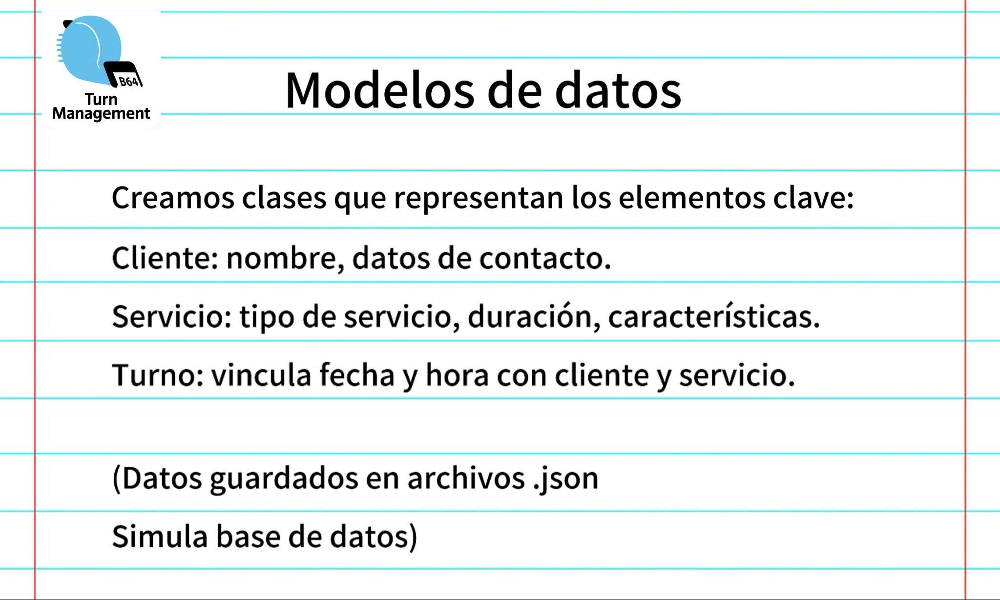 B64
Turn
Management
Modelos de datos
Creamos clases que representan los elementos clave:
Cliente: nombre, datos de contacto.
Servicio: tipo de servicio, duración, características.
Turno: vincula fecha y hora con cliente y servicio.
(Datos guardados en archivos .json
Simula base de datos)